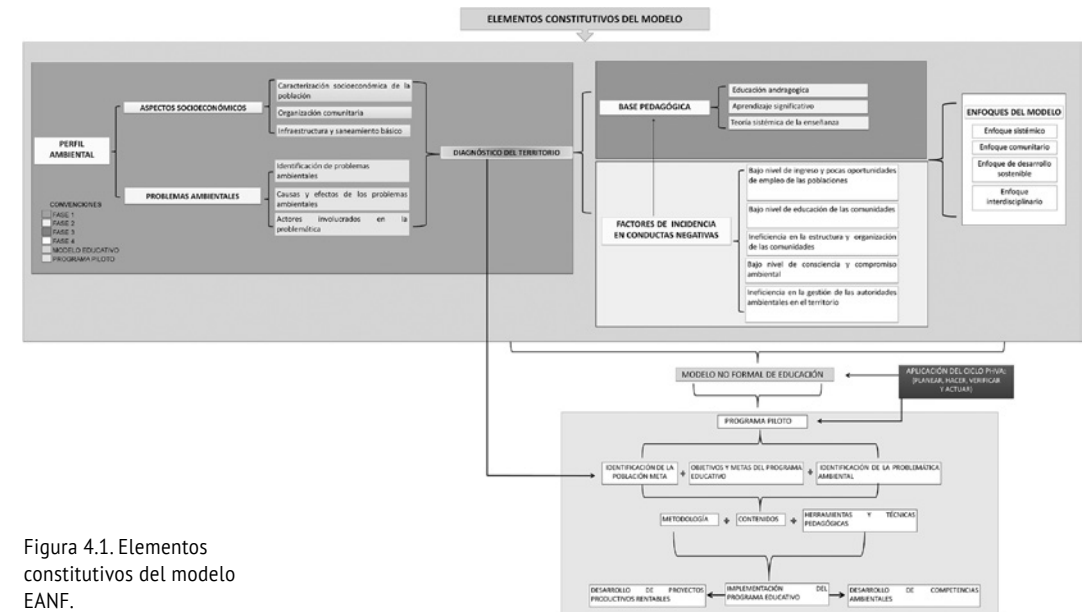 ELEMENTOS CONSTITUTIVOS DEL MODELO
PERFIL
AMBIENTAL
ASPECTOS SOCIOECONÓMICOS
Caracterización socioeconómica de la
población
Organización comunitaria
Infraestructura y saneamiento básico
PROBLEMAS AMBIENTALES
Identificación de problemas
ambientales
Causas y efectos de los problemas
ambientales
Actores involucrados en la
problemática
CONVENCIONES
FASE 1
FASE 2
FASE 3
FASE 4
MODELO EDUCATIVO
PROGRAMA PILOTO
DIAGNÓSTICO DEL TERRITORIO
BASE PEDAGÓGICA
Educación andragogica
Aprendizaje significativo
Teoría sistémica de la enseñanza
FACTORES DE INCIDENCIA
EN CONDUCTAS NEGATIVAS
Bajo nivel de ingreso y pocas oportunidades
de empleo de las poblaciones
Bajo nivel de educación de las comunidades
Ineficiencia en la estructura y organización
de las comunidades
Bajo nivel de consciencia y compromiso
ambiental
Ineficiencia en la gestión de las autoridades
ambientales en el territorio
ENFOQUES DEL MODELO
Enfoque sistémico
Enfoque comunitario
Enfoque de desarrollo
sostenible
Enfoque
interdisciplinario
MODELO NO FORMAL DE EDUCACIÓN
APLICACIÓN DEL CICLO PHVA:
(PLANEAR, HACER, VERIFICAR
Y ACTUAR)
PROGRAMA PILOTO
IDENTIFICACIÓN DE LA
POBLACIÓN META
+
OBJETIVOS Y METAS DEL PROGRAMA
EDUCATIVO
+
IDENTIFICACIÓN DE LA PROBLEMÁTICA
AMBIENTAL
METODOLOGÍA
+
CONTENIDOS
+
HERRAMIENTAS Y TÉCNICAS
PEDAGÓGICAS
DESARROLLO DE PROYECTOS
PRODUCTIVOS RENTABLES
IMPLEMENTACIÓN DEL
PROGRAMA EDUCATIVO
DESARROLLO DE COMPETENCIAS
AMBIENTALES
Figura 4.1. Elementos
constitutivos del modelo
EANF.